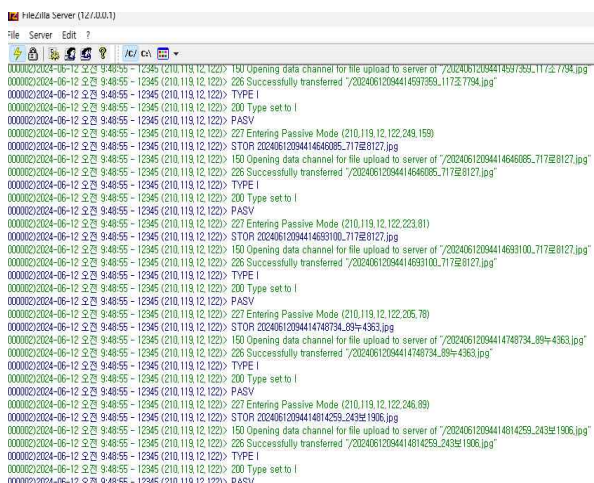 FileZilla Server (127.0.0.1)
File Server Edit ?
/C/ C:\
000002)2024-06-12 오전 9:48:55 - 12345 (210,119,12,122)> 150 Opening data channel for file upload to server of "/20240612094414597359_117조7794.jpg"
000002)2024-06-12 오전 9:48:55 - 12345 (210,119,12,122)> 226 Successfully transferred "/20240612094414597359_117조7794.jpg"
000002)2024-06-12 오전 9:48:55 - 12345 (210,119,12,122)> TYPE I
000002)2024-06-12 오전 9:48:55 - 12345 (210,119,12,122)> 200 Type set to I
000002)2024-06-12 오전 9:48:55 - 12345 (210,119,12,122)> PASV
000002)2024-06-12 오전 9:48:55 - 12345 (210,119,12,122)> 227 Entering Passive Mode (210,119,12,122,249,159)
000002)2024-06-12 오전 9:48:55 - 12345 (210,119,12,122)> STOR 20240612094414646085_717로8127.jpg
000002)2024-06-12 오전 9:48:55 - 12345 (210,119,12,122)> 150 Opening data channel for file upload to server of "/20240612094414646085_717로8127.jpg"
000002)2024-06-12 오전 9:48:55 - 12345 (210,119,12,122)> 226 Successfully transferred "/20240612094414646085_717로8127.jpg"
000002)2024-06-12 오전 9:48:55 - 12345 (210,119,12,122)> TYPE I
000002)2024-06-12 오전 9:48:55 - 12345 (210,119,12,122)> 200 Type set to I
000002)2024-06-12 오전 9:48:55 - 12345 (210,119,12,122)> PASV
000002)2024-06-12 오전 9:48:55 - 12345 (210,119,12,122)> 227 Entering Passive Mode (210,119,12,122,223,81)
000002)2024-06-12 오전 9:48:55 - 12345 (210,119,12,122)> STOR 20240612094414693100_717로8127.jpg
000002)2024-06-12 오전 9:48:55 - 12345 (210,119,12,122)> 150 Opening data channel for file upload to server of "/20240612094414693100_717로8127.jpg"
000002)2024-06-12 오전 9:48:55 - 12345 (210,119,12,122)> 226 Successfully transferred "/20240612094414693100_717로8127.jpg"
000002)2024-06-12 오전 9:48:55 - 12345 (210,119,12,122)> TYPE I
000002)2024-06-12 오전 9:48:55 - 12345 (210,119,12,122)> 200 Type set to I
000002)2024-06-12 오전 9:48:55 - 12345 (210,119,12,122)> PASV
000002)2024-06-12 오전 9:48:55 - 12345 (210,119,12,122)> 227 Entering Passive Mode (210,119,12,122,205,78)
000002)2024-06-12 오전 9:48:55 - 12345 (210,119,12,122)> STOR 20240612094414748734_89누4363.jpg
000002)2024-06-12 오전 9:48:55 - 12345 (210,119,12,122)> 150 Opening data channel for file upload to server of "/20240612094414748734_89누4363.jpg"
000002)2024-06-12 오전 9:48:55 - 12345 (210,119,12,122)> 226 Successfully transferred "/20240612094414748734_89누4363.jpg"
000002)2024-06-12 오전 9:48:55 - 12345 (210,119,12,122)> TYPE I
000002)2024-06-12 오전 9:48:55 - 12345 (210,119,12,122)> 200 Type set to I
000002)2024-06-12 오전 9:48:55 - 12345 (210,119,12,122)> PASV
000002)2024-06-12 오전 9:48:55 - 12345 (210,119,12,122)> 227 Entering Passive Mode (210,119,12,122,246,89)
000002)2024-06-12 오전 9:48:55 - 12345 (210,119,12,122)> STOR 20240612094414814259_243보1906.jpg
000002)2024-06-12 오전 9:48:55 - 12345 (210,119,12,122)> 150 Opening data channel for file upload to server of "/20240612094414814259_243보1906.jpg"
000002)2024-06-12 오전 9:48:55 - 12345 (210,119,12,122)> 226 Successfully transferred "/20240612094414814259_243보1906.jpg"
000002)2024-06-12 오전 9:48:55 - 12345 (210,119,12,122)> TYPE I
000002)2024-06-12 오전 9:48:55 - 12345 (210,119,12,122)> 200 Type set to I
000002)2024-06-12 오전 9:48:55 - 12345 (210,119,12,122)> PASV